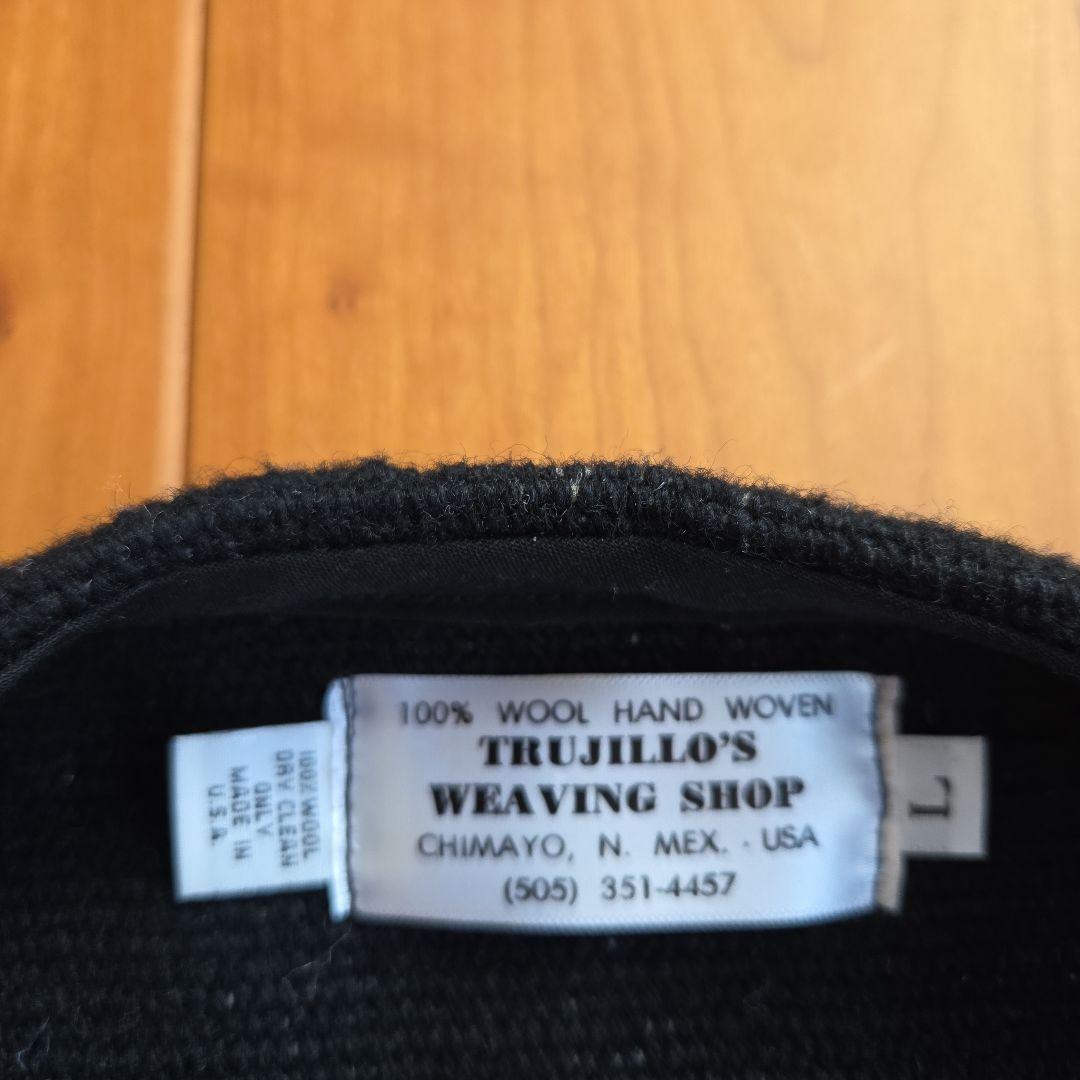 100% WOOL HAND WOVEN
TRUJILLO'S
WEAVING SHOP
CHIMAYO, N. MEX. · USA
(505) 351-4457
100% WOOL
DRY CLEAN
ONLY
MADE IN
U.S.A.
L